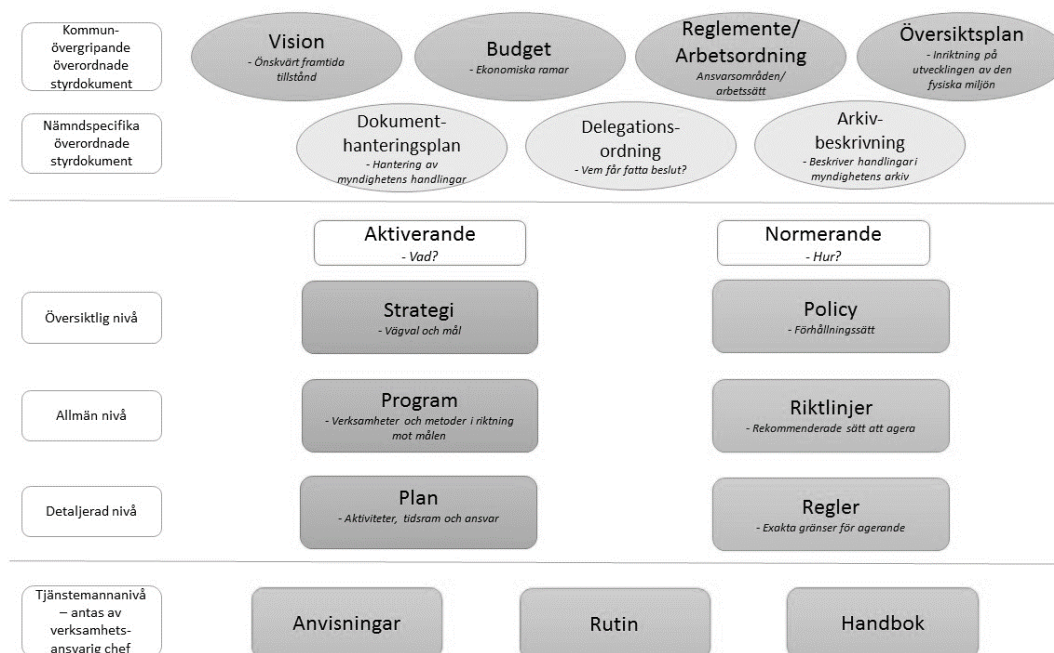 Kommun-
övergripande
överordnade
styrdokument
Vision
- Önskvärt framtida
tillstånd
Budget
- Ekonomiska ramar
Reglemente/
Arbetsordning
Ansvarsområden/
arbetssätt
Översiktsplan
- Inriktning på
utvecklingen av den
fysiska miljön
Nämndspecifika
överordnade
styrdokument
Dokument-
hanteringsplan
- Hantering av
myndighetens handlingar
Delegations-
ordning
- Vem får fatta beslut?
Arkiv-
beskrivning
- Beskriver handlingar i
myndighetens arkiv
Aktiverande
- Vad?
Normerande
- Hur?
Översiktlig nivå
Strategi
- Vägval och mål
Policy
- Förhållningssätt
Allmän nivå
Program
- Verksamheter och metoder i riktning
mot målen
Riktlinjer
- Rekommenderade sätt att agera
Detaljerad nivå
Plan
- Aktiviteter, tidsram och ansvar
Regler
- Exakta gränser för agerande
Tjänstemannanivå
– antas av
verksamhets-
ansvarig chef
Anvisningar
Rutin
Handbok